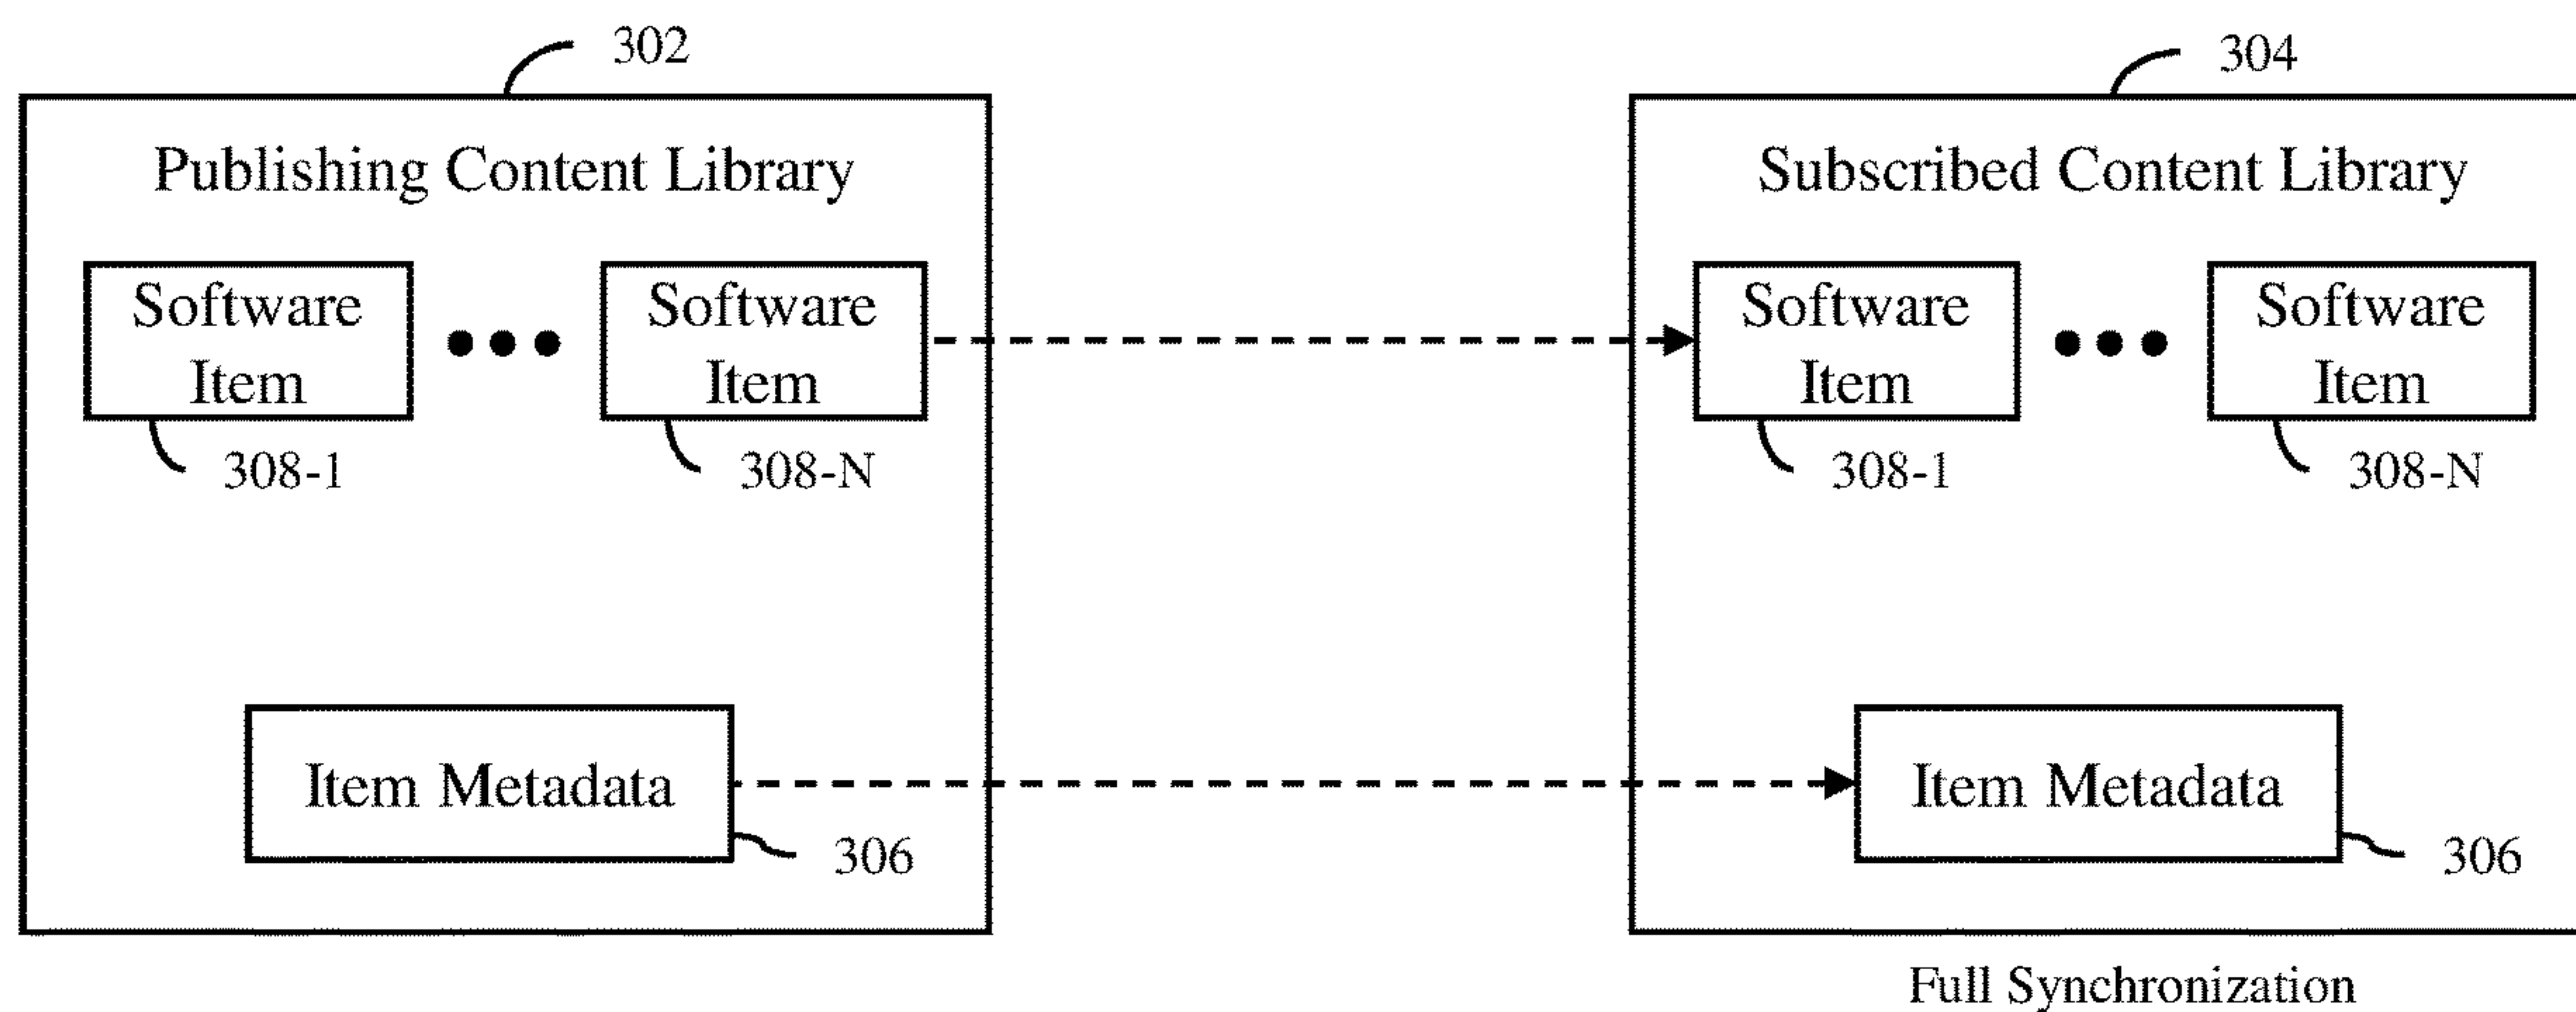 302
304
Publishing Content Library
Subscribed Content Library
Software
Item
Software
Item
Software
Item
Software
Item
308-1
308-N
308-1
308-N
Item Metadata
Item Metadata
306
306
Full Synchronization